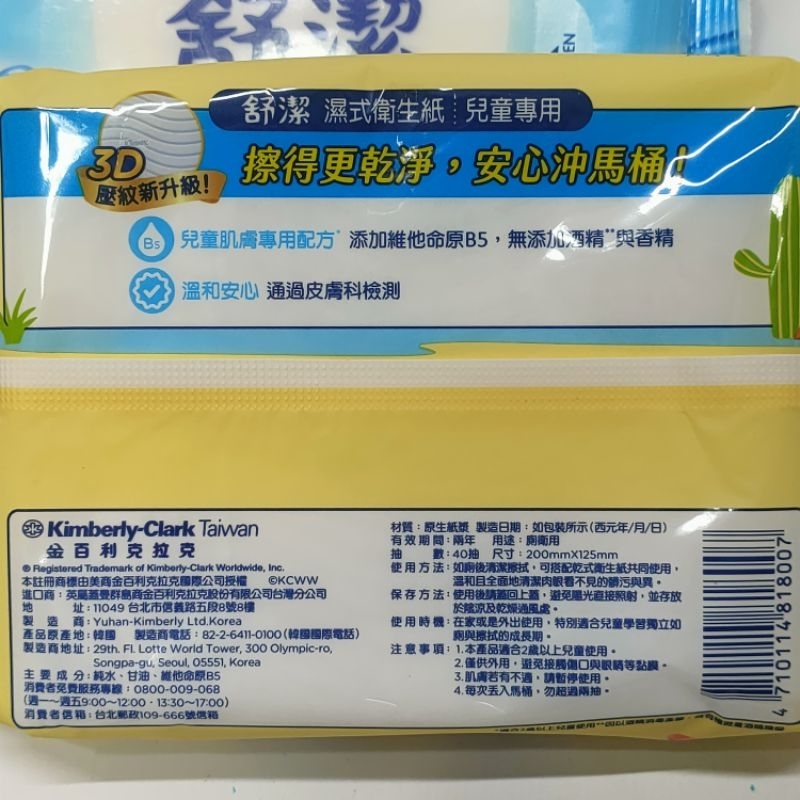 舒潔
EN
舒潔 濕式衛生紙 兒童專用
3D
壓紋新升級!
擦得更乾淨，安心沖馬桶!
B5 兒童肌膚專用配方* 添加維他命原B5，無添加酒精**與香精
溫和安心 通過皮膚科檢測
Kimberly-Clark Taiwan
金百利克拉克
® Registered Trademark of Kimberly-Clark Worldwide, Inc.
本註冊商標由美商金百利克拉克國際公司授權 ©KCWW
進口商：英屬蓋曼群島商金百利克拉克股份有限公司台灣分公司
地 址：11049 台北市信義路五段8號8樓
製 造 商：Yuhan-Kimberly Ltd.Korea
產品原產地：韓國 製造商電話：82-2-6411-0100(韓國國際電話)
製造商地址：29th. Fl. Lotte World Tower, 300 Olympic-ro,
Songpa-gu, Seoul, 05551, Korea
主要成分：純水、甘油、維他命原B5
消費者免費服務專線：0800-009-068
(週一～週五9:00~12:00 · 13:30~17:00)
消費者信箱：台北郵政109-666號信箱
材質：原生紙漿 製造日期：如包裝所示(西元年/月/日)
有效期間：兩年 用途：廁衛用
抽 數：40抽 尺寸：200mmX125mm
使用方法：如廁後清潔擦拭，可搭配乾式衛生紙共同使用，
溫和且全面地清潔肉眼看不見的髒污與異。
保存方法：使用後請蓋回上蓋，避免陽光直接照射，並存放
於陰涼及乾燥通風處。
使用時機：在家或是外出使用，特別適合兒童學習獨立如
廁與擦拭的成長期。
注意事項：1.本產品適合2歲以上兒童使用。
2.僅供外用，避免接觸傷口與眼睛等黏膜。
3.肌膚若有不適，請暫停使用。
4.每次丟入馬桶，勿超過兩抽。
4 710114 818007